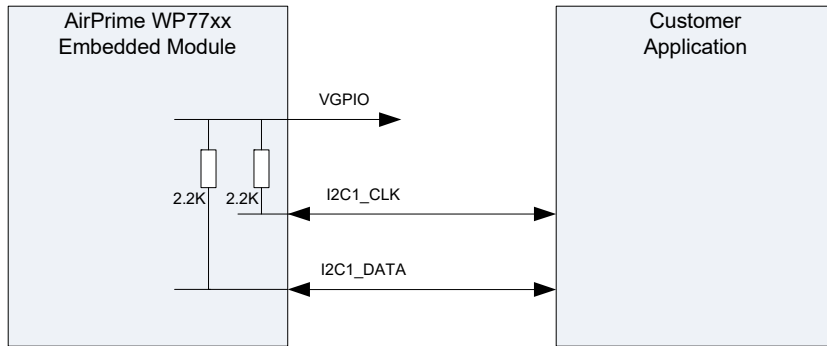 AirPrime WP77xx
Embedded Module
Customer
Application
VGPIO
2.2K
2.2K
I2C1_CLK
I2C1_DATA